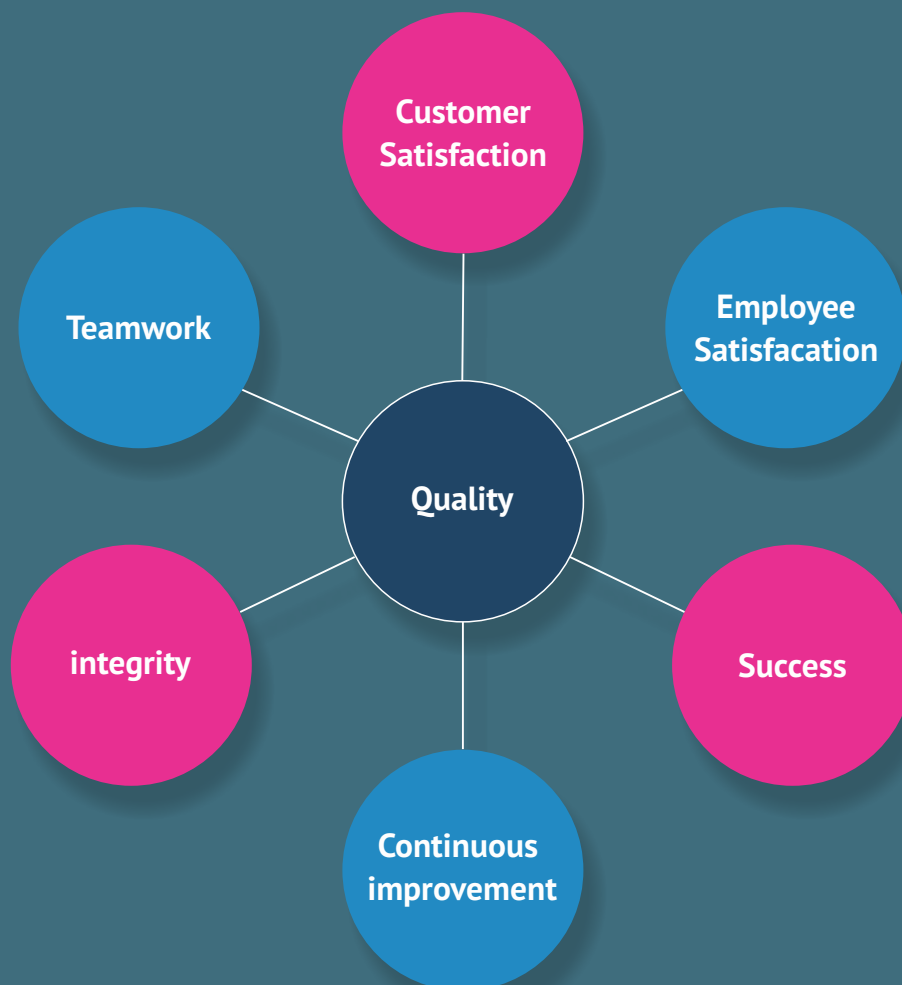 Customer
Satisfaction
Employee
Satisfacation
Teamwork
Quality
integrity
Success
Continuous
improvement